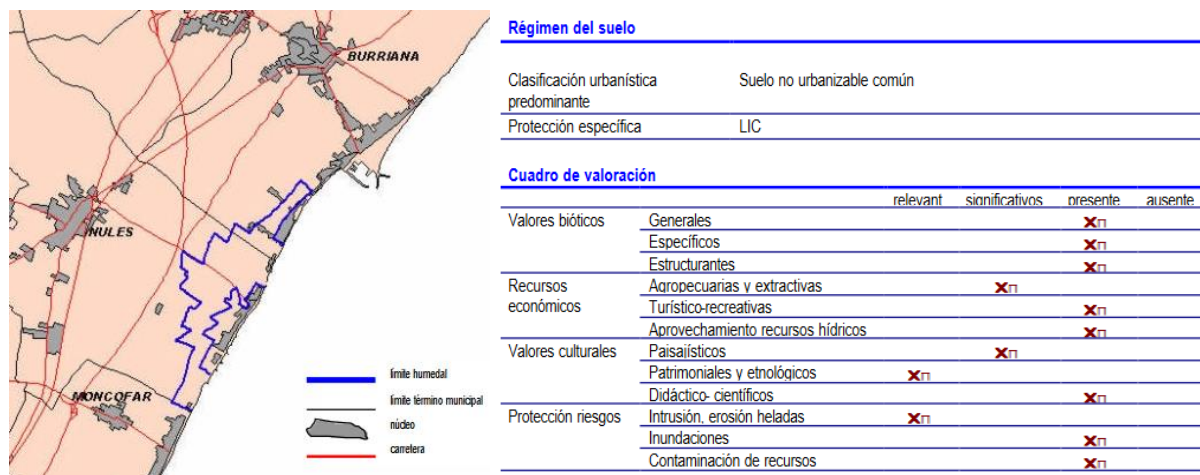 BURRIANA
NULES
MONCOFAR
límite humedal
límite término municipal
núcleo
carretera
Régimen del suelo
Clasificación urbanística predominante Suelo no urbanizable común
Protección específica LIC
Cuadro de valoración
relevant significativos presente ausente
Valores bióticos Generales X
Específicos X
Estructurantes X
Recursos económicos Agropecuarias y extractivas X
Turístico-recreativas X
Aprovechamiento recursos hídricos X
Valores culturales Paisajísticos X
Patrimoniales y etnológicos X
Didáctico- científicos X
Protección riesgos Intrusión, erosión heladas X
Inundaciones X
Contaminación de recursos X